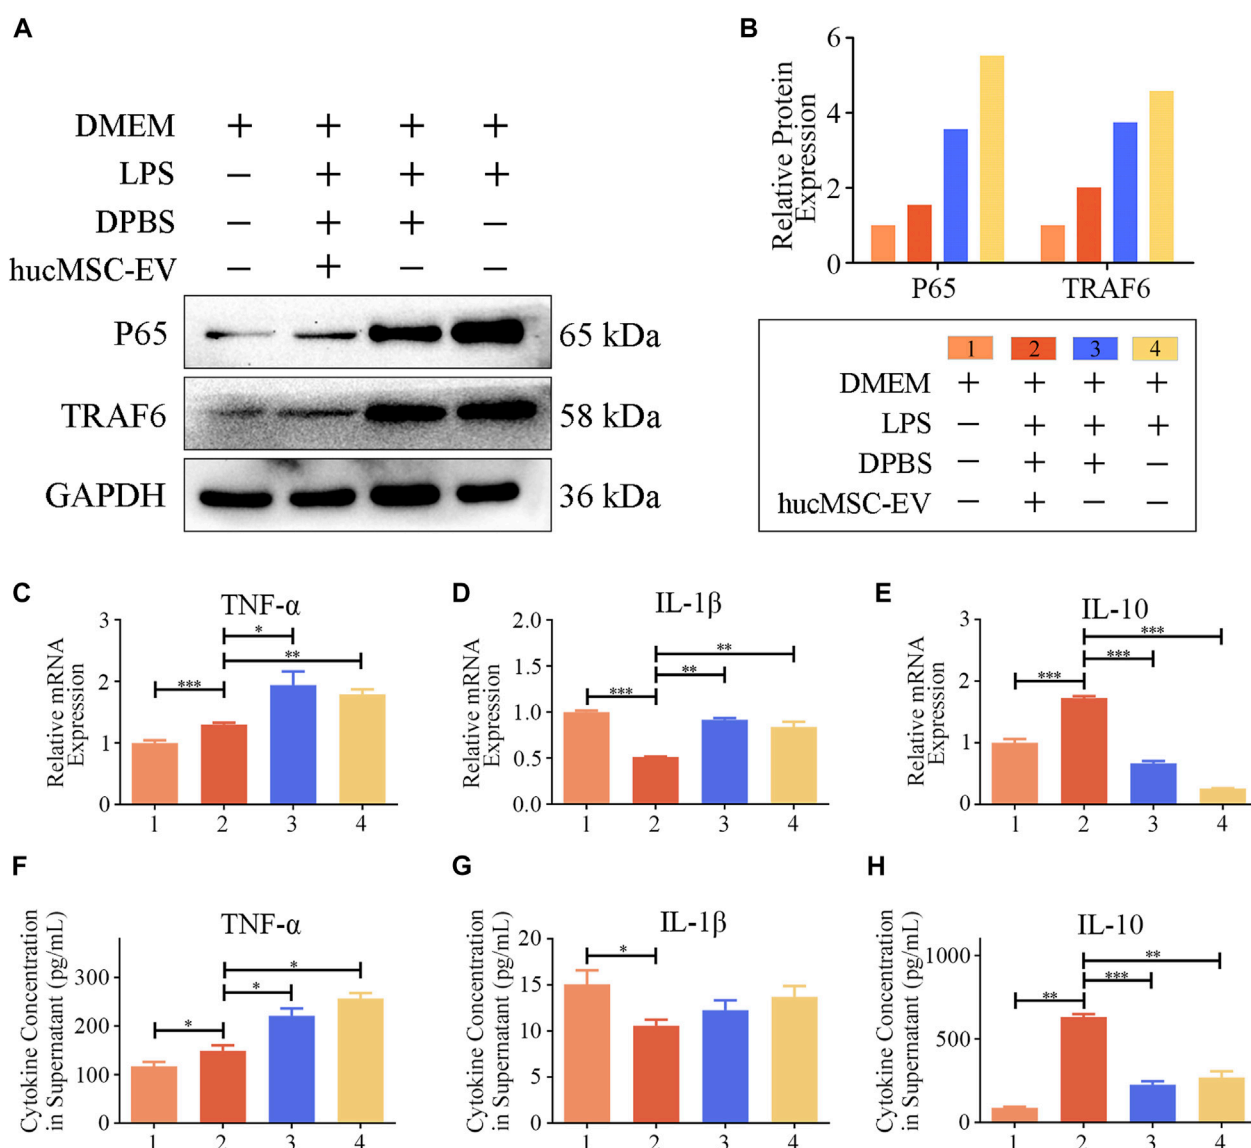 A
DMEM + + + +
LPS − + + +
DPBS − + + −
hucMSC-EV − + − −
P65 65 kDa
TRAF6 58 kDa
GAPDH 36 kDa
B
Relative Protein
Expression
6
4
2
0
P65 TRAF6
1 2 3 4
DMEM + + + +
LPS − + + +
DPBS − + + −
hucMSC-EV − + − −
C
TNF-α
Relative mRNA
Expression
3
2
1
0
*
**
***
1 2 3 4
D
IL-1β
Relative mRNA
Expression
2.0
1.5
1.0
0.5
0.0
**
**
***
1 2 3 4
E
IL-10
Relative mRNA
Expression
3
2
1
0
***
***
***
1 2 3 4
F
TNF-α
Cytokine Concentration
in Supernatant (pg/mL)
300
200
100
0
*
*
*
1 2 3 4
G
IL-1β
Cytokine Concentration
in Supernatant (pg/mL)
20
15
10
5
0
*
1 2 3 4
H
IL-10
Cytokine Concentration
in Supernatant (pg/mL)
1000
500
0
**
***
**
1 2 3 4